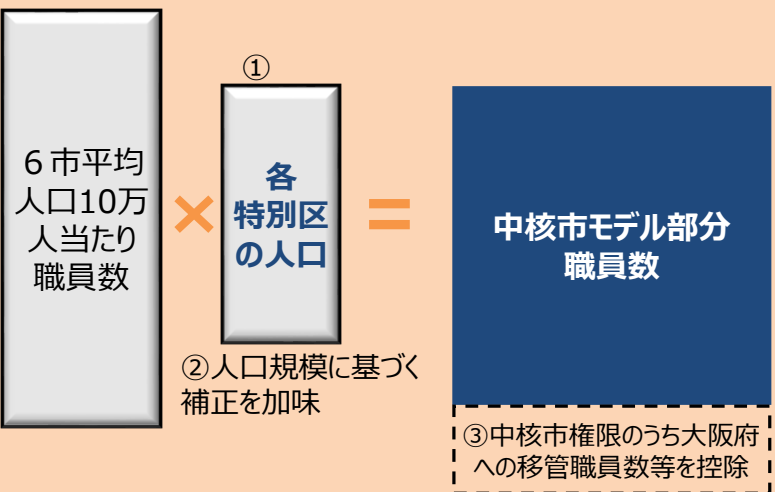 ６市平均
人口10万
人当たり
職員数
×
①
各
特別区
の人口
②人口規模に基づく
補正を加味
＝
中核市モデル部分
職員数
③中核市権限のうち大阪府
への移管職員数等を控除